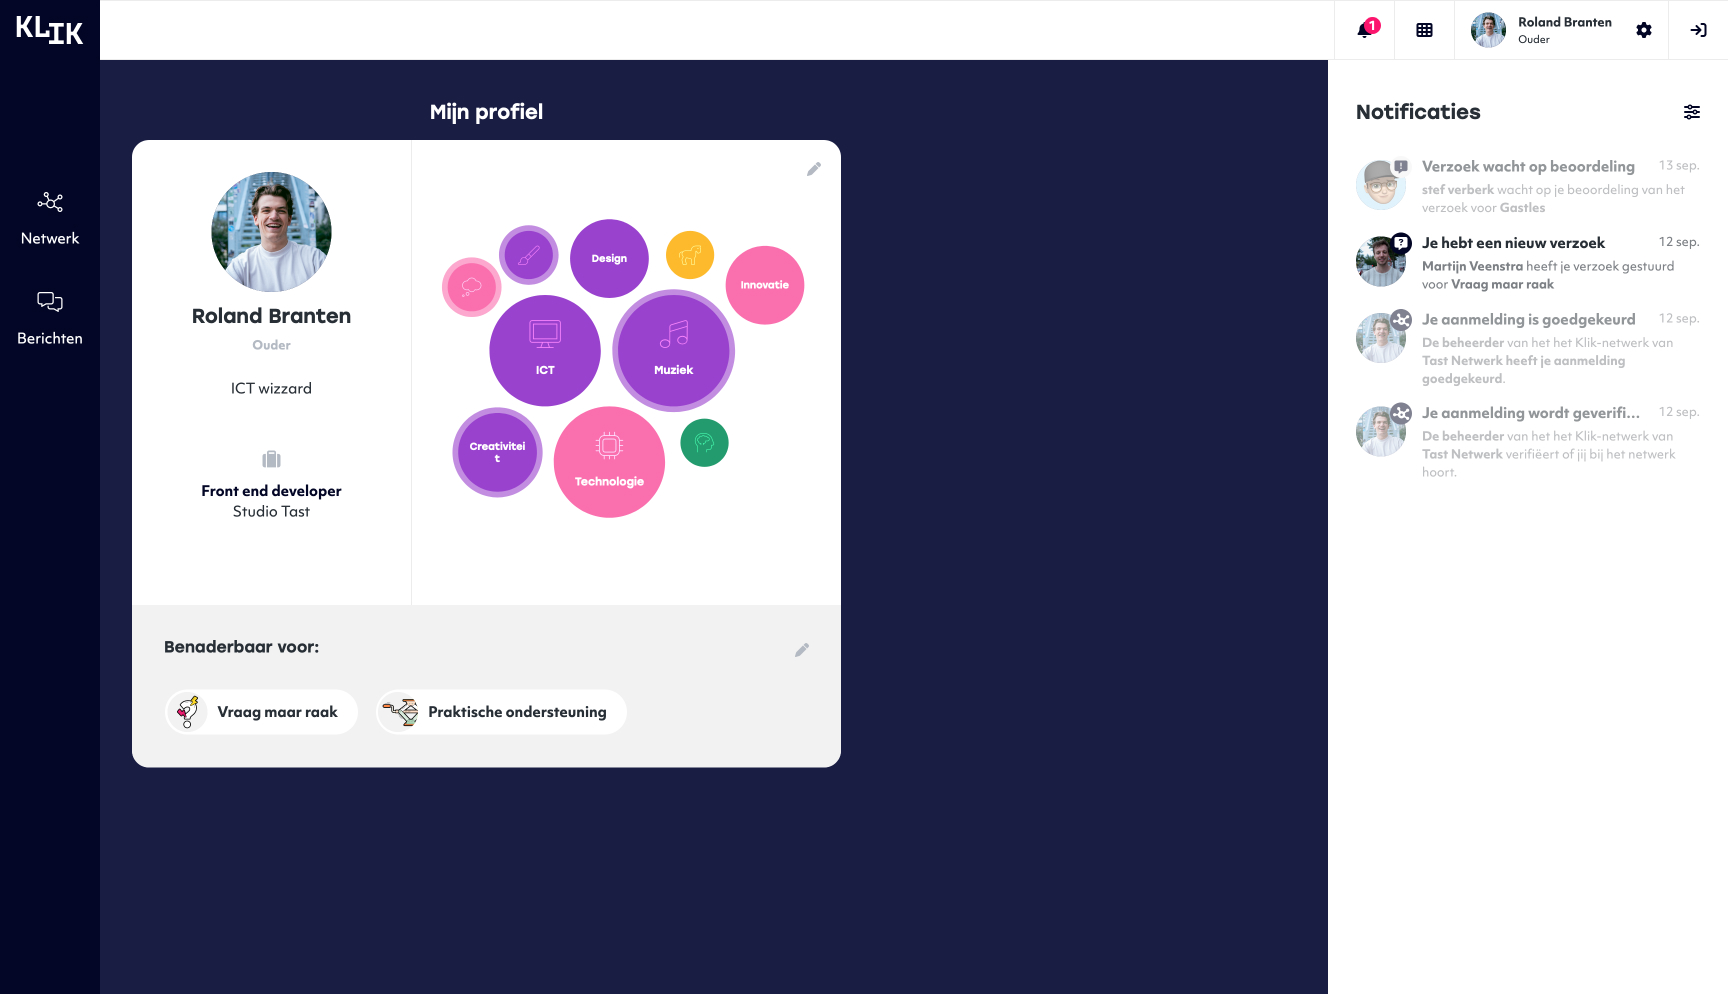 KLIK
1
Roland Branten
Ouder
Netwerk
Berichten
Mijn profiel
Roland Branten
Ouder
ICT wizzard
Front end developer
Studio Tast
Design
Innovatie
ICT
Muziek
Creativitei
t
Technologie
Benaderbaar voor:
Vraag maar raak
Praktische ondersteuning
Notificaties
Verzoek wacht op beoordeling 13 sep.
stef verberk wacht op je beoordeling van het
verzoek voor Gastles
Je hebt een nieuw verzoek 12 sep.
Martijn Veenstra heeft je verzoek gestuurd
voor Vraag maar raak
Je aanmelding is goedgekeurd 12 sep.
De beheerder van het het Klik-netwerk van
Tast Netwerk heeft je aanmelding
goedgekeurd.
Je aanmelding wordt geverifi... 12 sep.
De beheerder van het het Klik-netwerk van
Tast Netwerk verifiëert of jij bij het netwerk
hoort.